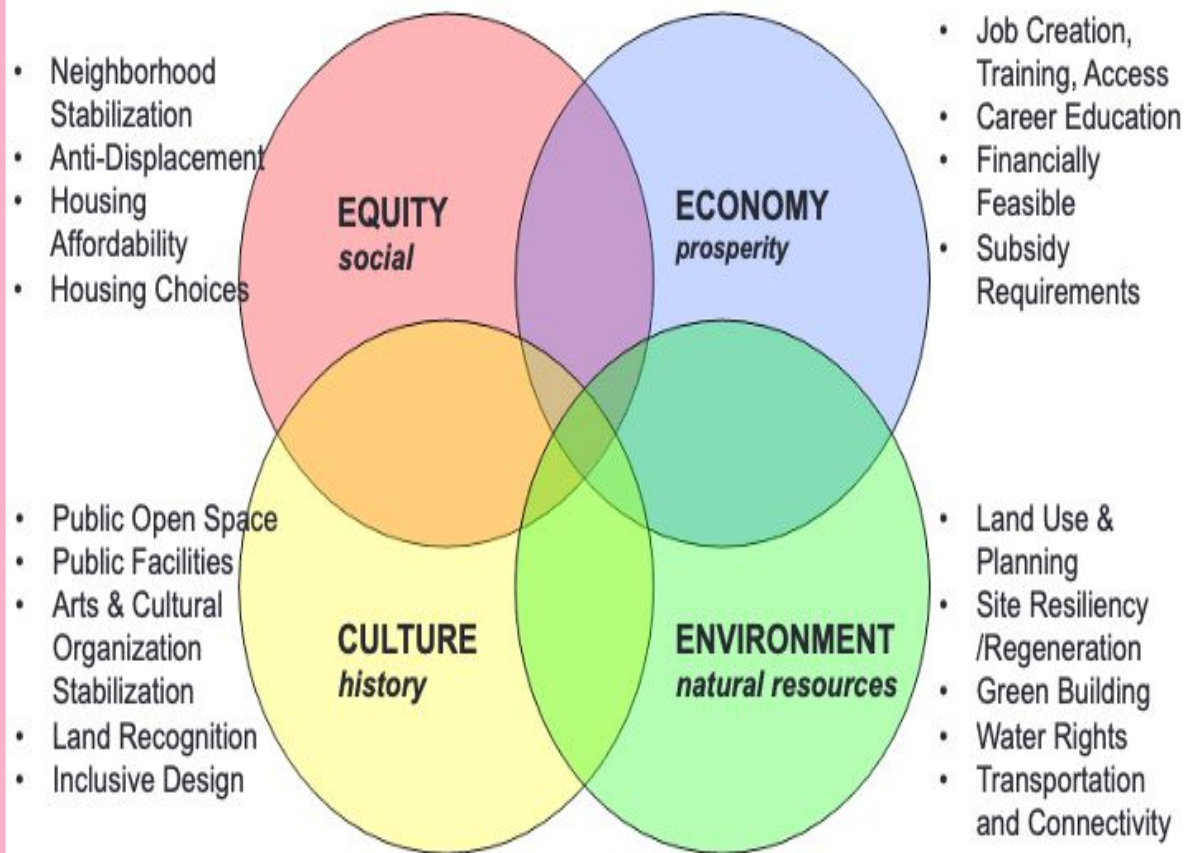 • Neighborhood
Stabilization
• Anti-Displacement
• Housing
Affordability
• Housing Choices
EQUITY
social
ECONOMY
prosperity
• Job Creation,
Training, Access
• Career Education
• Financially
Feasible
• Subsidy
Requirements
• Public Open Space
• Public Facilities
• Arts & Cultural
Organization
Stabilization
• Land Recognition
• Inclusive Design
CULTURE
history
ENVIRONMENT
natural resources
• Land Use &
Planning
• Site Resiliency
/Regeneration
• Green Building
• Water Rights
• Transportation
and Connectivity